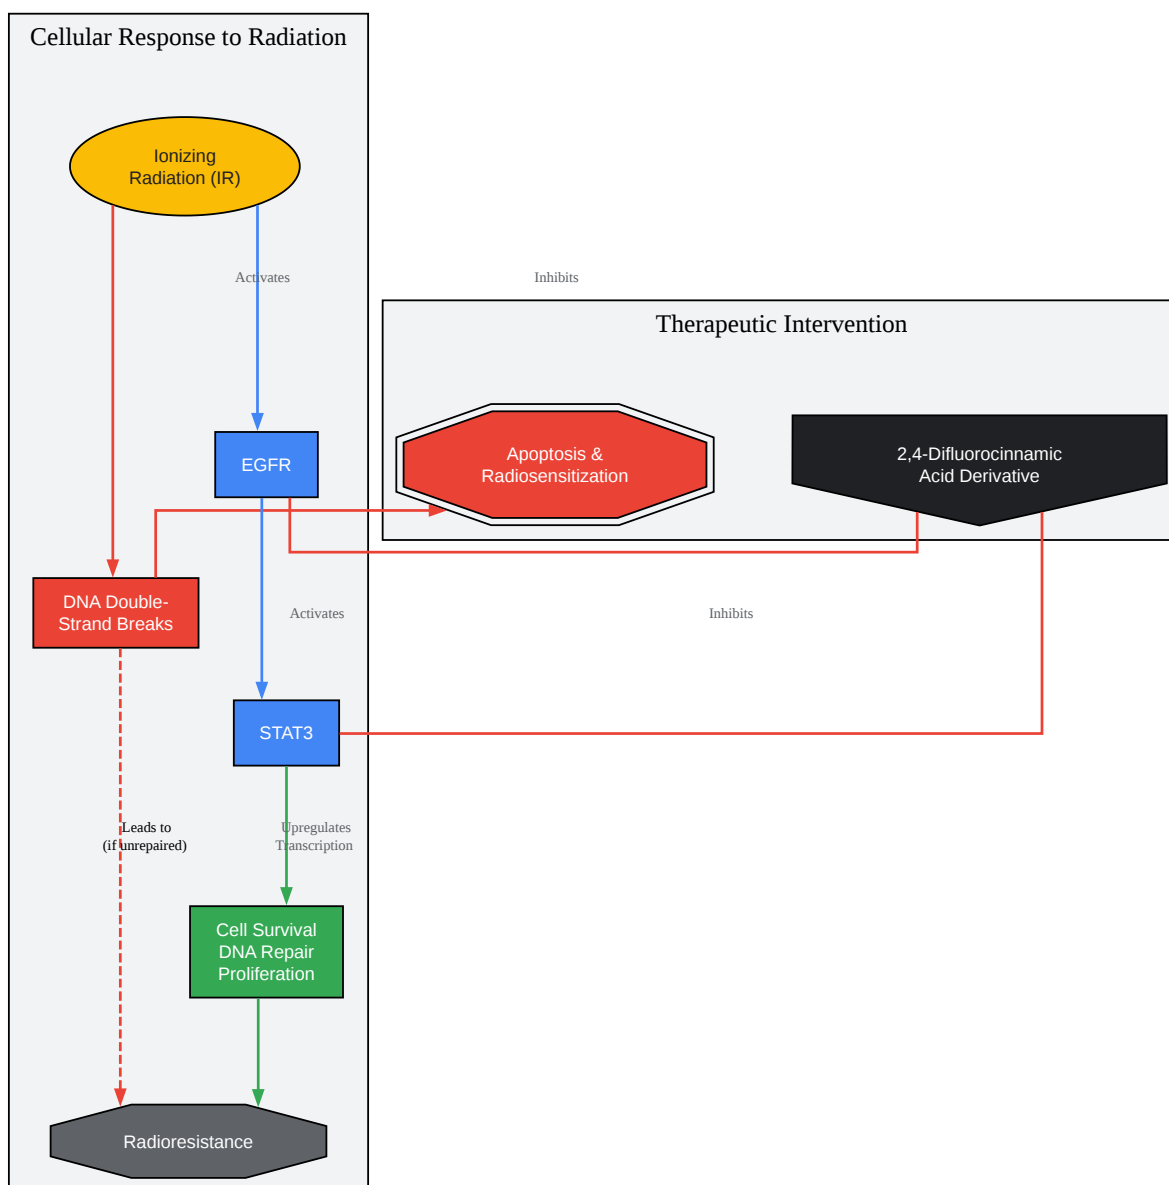 Cellular Response to Radiation
Ionizing
Radiation (IR)
Activates
Inhibits
Therapeutic Intervention
EGFR
Apoptosis &
Radiosensitization
2,4-Difluorocinnamic
Acid Derivative
DNA Double-
Strand Breaks
Activates
Inhibits
STAT3
Leads to
(if unrepaired)
Upregulates
Transcription
Cell Survival
DNA Repair
Proliferation
Radioresistance